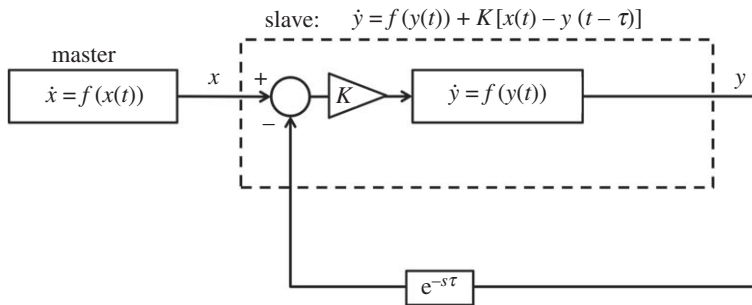 slave: ẏ = f (y(t)) + K [x(t) – y (t – τ)]
master
ẋ = f (x(t))
x
+
–
K
ẏ = f (y(t))
y
e^–sτ